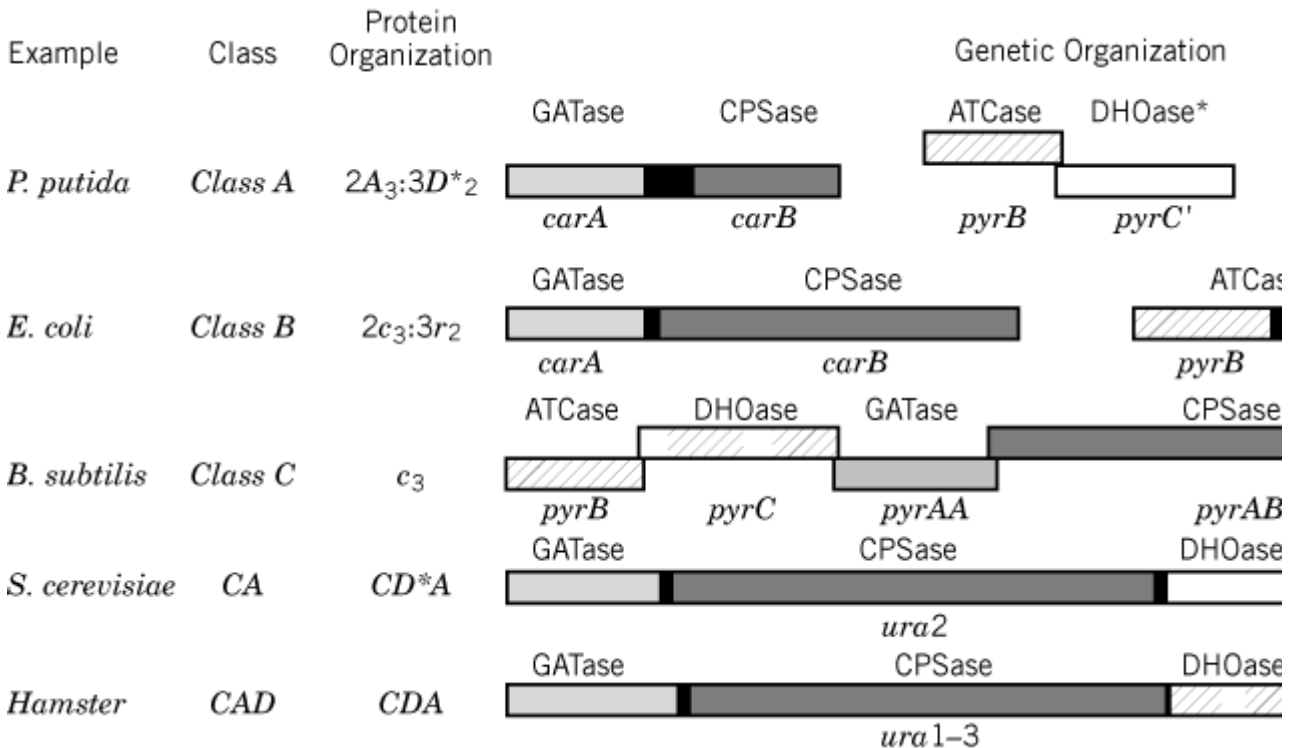 Protein
Example Class Organization Genetic Organization
GATase CPSase ATCase DHOase*
P. putida Class A 2A₃:3D*₂
carA carB pyrB pyrC'
GATase CPSase ATCas
E. coli Class B 2c₃:3r₂
carA carB pyrB
ATCase DHOase GATase CPSase
B. subtilis Class C c₃
pyrB pyrC pyrAA pyrAB
GATase CPSase DHOase
S. cerevisiae CA CD*A
ura2
GATase CPSase DHOase
Hamster CAD CDA
ura1–3